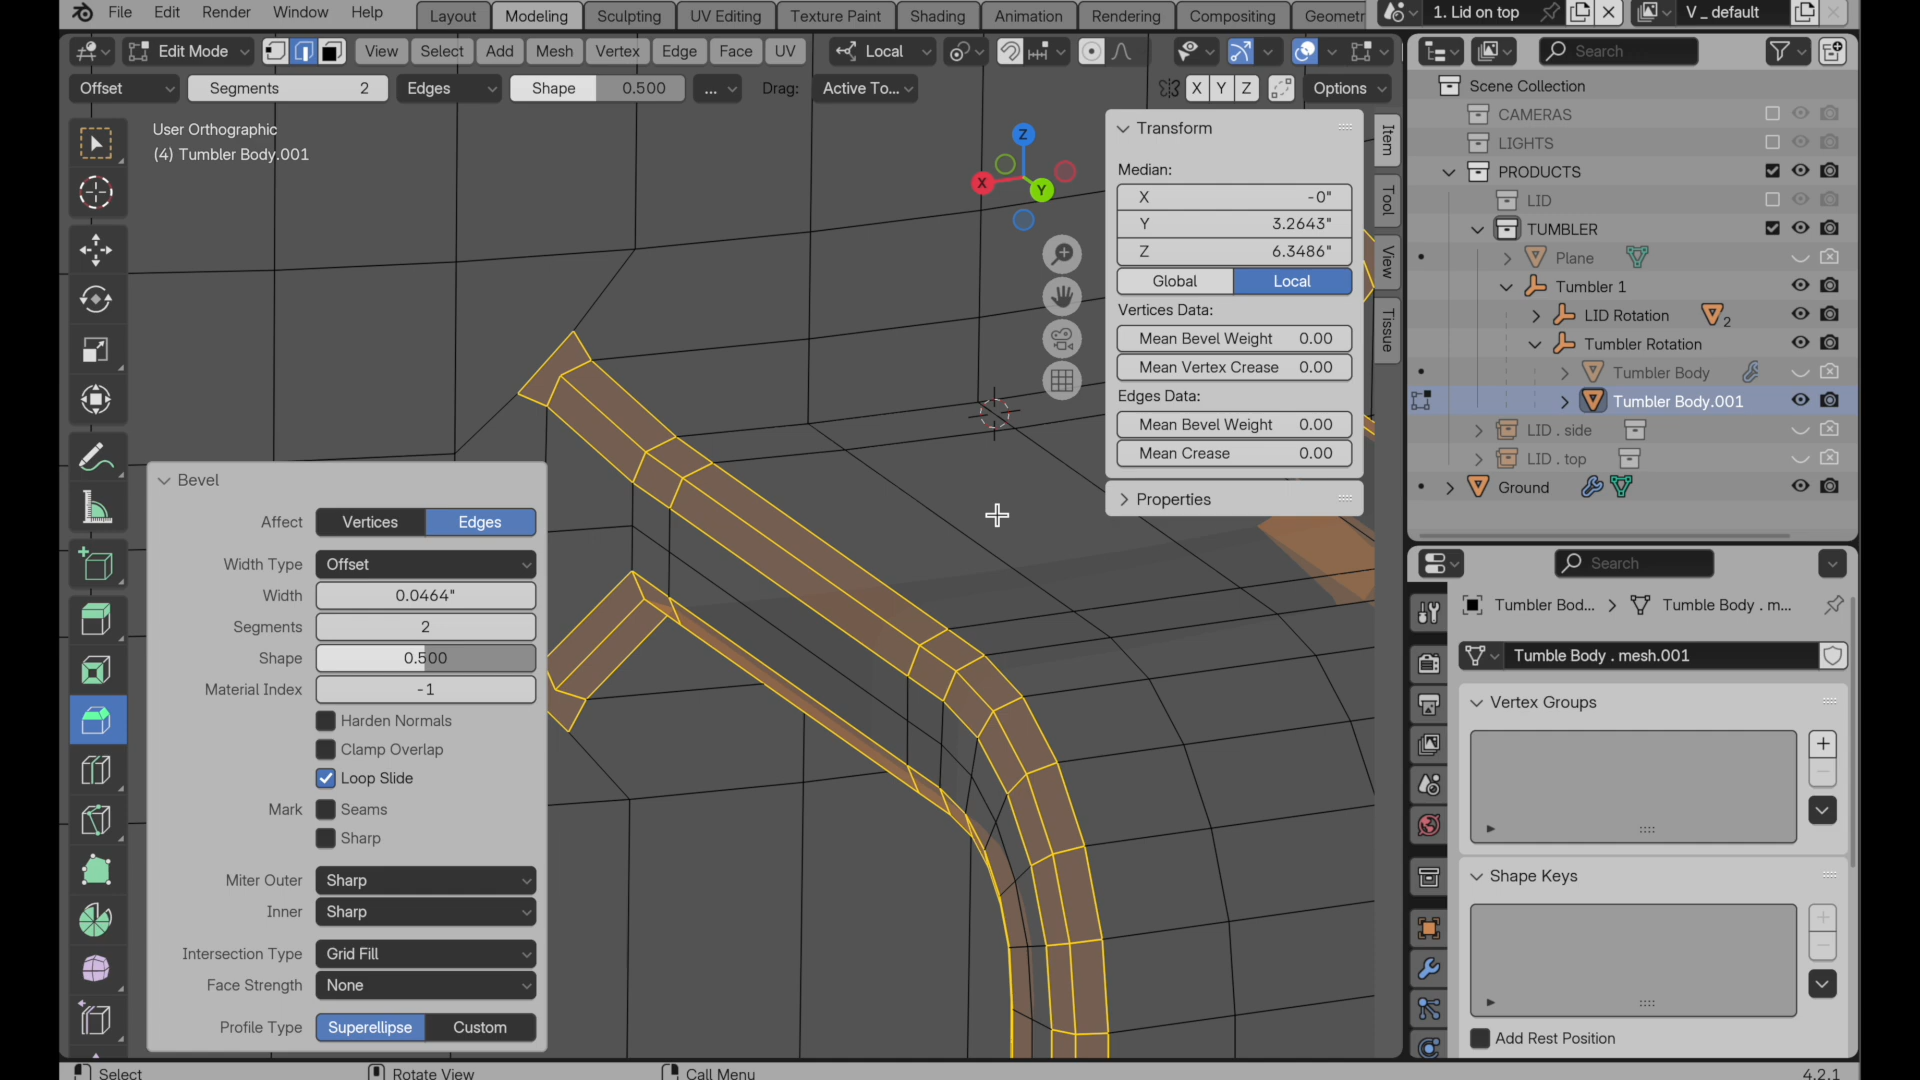 File Edit Render Window Help
Layout Modeling Sculpting UV Editing Texture Paint Shading Animation Rendering Compositing Geometr
1. Lid on top
V _ default
Edit Mode View Select Add Mesh Vertex Edge Face UV
Local
Search
Offset Segments 2 Edges Shape 0.500 ... Drag: Active To... X Y Z Options
User Orthographic
(4) Tumbler Body.001
Z
X
Y
Transform
Median:
X -0"
Y 3.2643"
Z 6.3486"
Global Local
Vertices Data:
Mean Bevel Weight 0.00
Mean Vertex Crease 0.00
Edges Data:
Mean Bevel Weight 0.00
Mean Crease 0.00
Properties
Item
Tool
View
Tissue
Scene Collection
CAMERAS
LIGHTS
PRODUCTS
LID
TUMBLER
Plane
Tumbler 1
LID Rotation 2
Tumbler Rotation
Tumbler Body
Tumbler Body.001
LID . side
LID . top
Ground
Bevel
Affect Vertices Edges
Width Type Offset
Width 0.0464"
Segments 2
Shape 0.500
Material Index -1
Harden Normals
Clamp Overlap
Loop Slide
Mark Seams
Sharp
Miter Outer Sharp
Inner Sharp
Intersection Type Grid Fill
Face Strength None
Profile Type Superellipse Custom
Search
Tumbler Bod... Tumble Body . m...
Tumble Body . mesh.001
Vertex Groups
Shape Keys
Add Rest Position
Select Rotate View Call Menu 4.2.1